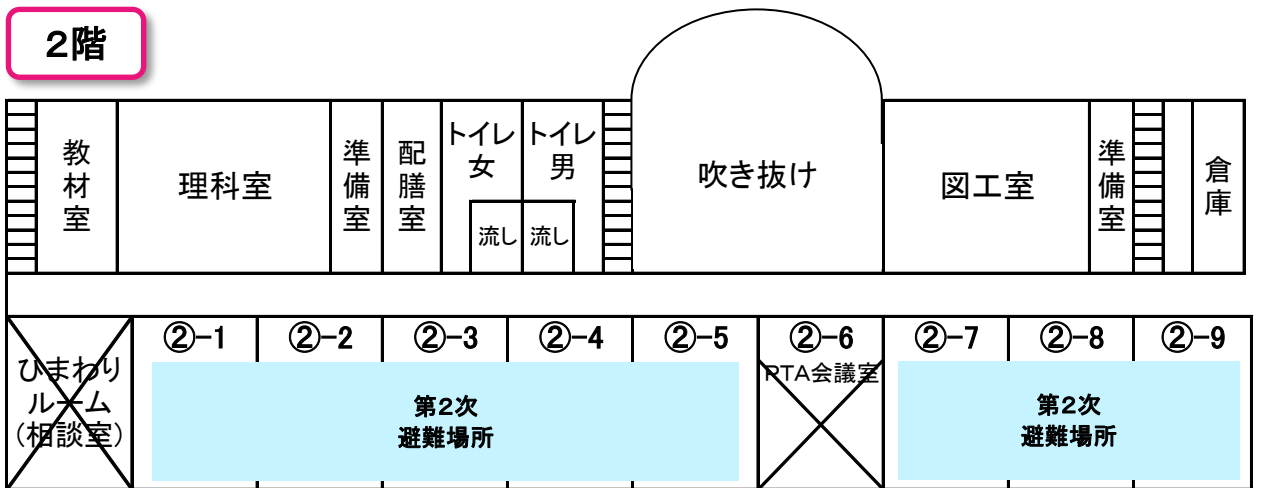 2階
教材室
理科室
準備室
配膳室
トイレ
女
トイレ
男
流し
流し
吹き抜け
図工室
準備室
倉庫
ひまわり
ルーム
(相談室)
②-1
②-2
②-3
②-4
②-5
②-6
PTA会議室
②-7
②-8
②-9
第2次
避難場所
第2次
避難場所